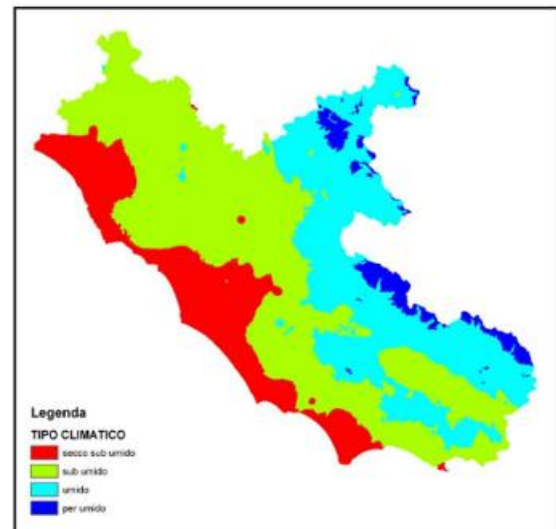 Legenda
TIPO CLIMATICO
secco sub umido
sub umido
umido
per umido